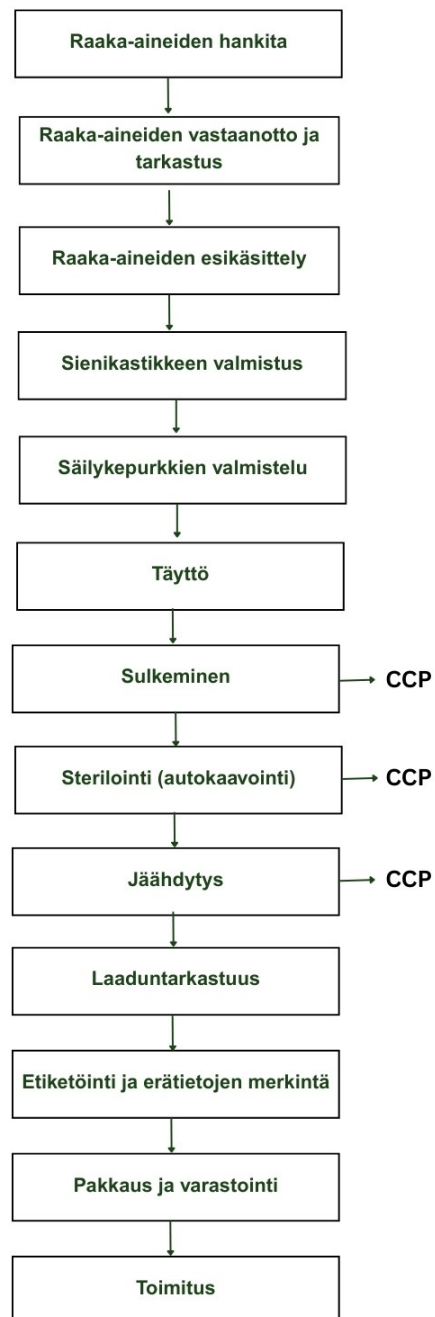 Raaka-aineiden hankita
Raaka-aineiden vastaanotto ja
tarkastus
Raaka-aineiden esikäsittely
Sienikastikkeen valmistus
Säilykepurkkien valmistelu
Täyttö
Sulkeminen
CCP
Sterilointi (autokaavointi)
CCP
Jäähdytys
CCP
Laaduntarkastuus
Etiketöinti ja erätietojen merkintä
Pakkaus ja varastointi
Toimitus